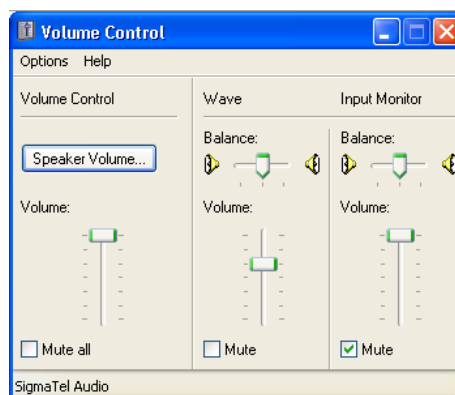 Volume Control
Options Help
Volume Control
Speaker Volume...
Volume:
Mute all
Wave
Balance:
Volume:
Mute
Input Monitor
Balance:
Volume:
Mute
SigmaTel Audio